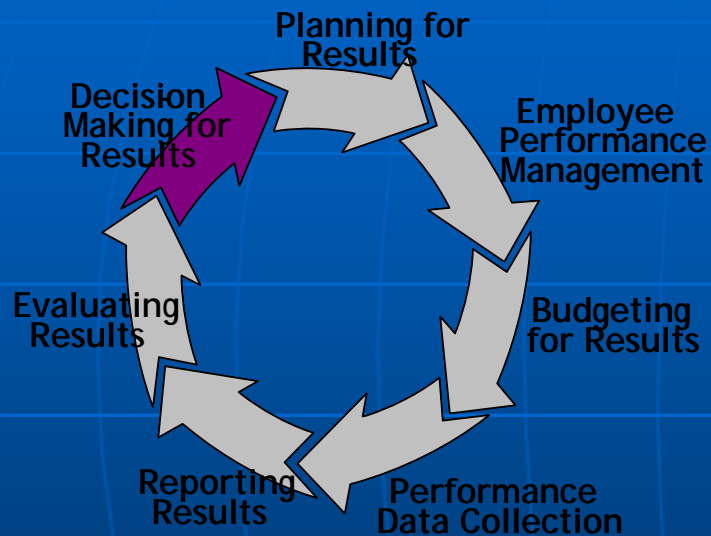 Planning for
Results
Employee
Performance
Management
Budgeting
for Results
Performance
Data Collection
Reporting
Results
Evaluating
Results
Decision
Making for
Results